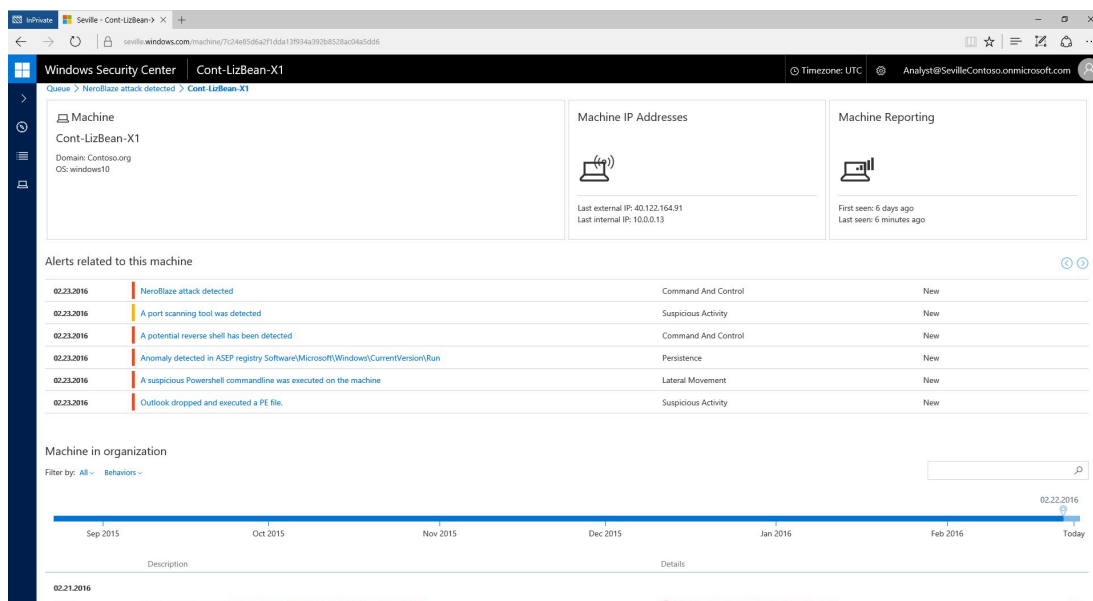 InPrivate
Seville - Cont-LizBean-
seville.windows.com/machine/7c24e85d6a2f1dda13f934a392b8528ac04a5dd6
Windows Security Center Cont-LizBean-X1 Timezone: UTC Analyst@SevilleContoso.onmicrosoft.com
Queue > NeroBlaze attack detected > Cont-LizBean-X1
Machine
Cont-LizBean-X1
Domain: Contoso.org
OS: windows10
Machine IP Addresses
Last external IP: 40.122.164.91
Last internal IP: 10.0.0.13
Machine Reporting
First seen: 6 days ago
Last seen: 6 minutes ago
Alerts related to this machine
02.23.2016 NeroBlaze attack detected Command And Control New
02.23.2016 A port scanning tool was detected Suspicious Activity New
02.23.2016 A potential reverse shell has been detected Command And Control New
02.23.2016 Anomaly detected in ASEP registry Software\Microsoft\Windows\CurrentVersion\Run Persistence New
02.23.2016 A suspicious Powershell commandline was executed on the machine Lateral Movement New
02.23.2016 Outlook dropped and executed a PE file. Suspicious Activity New
Machine in organization
Filter by: All Behaviors
02.22.2016
Sep 2015 Oct 2015 Nov 2015 Dec 2015 Jan 2016 Feb 2016 Today
Description Details
02.21.2016